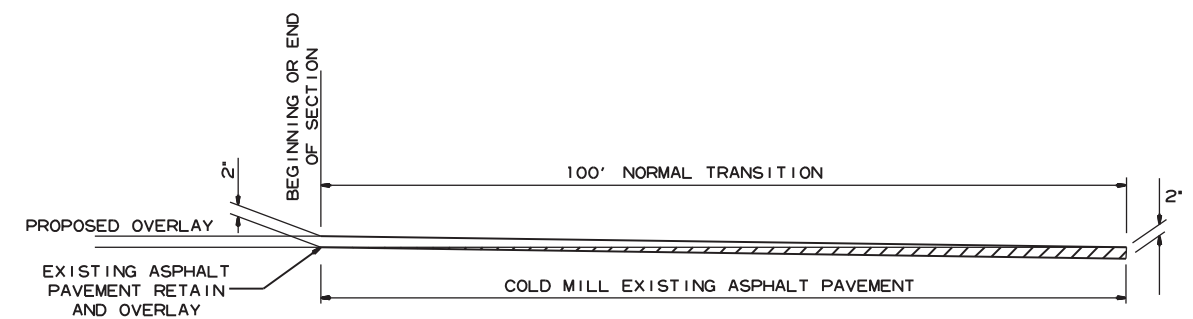 BEGINNING OR END
OF SECTION
2"
100' NORMAL TRANSITION
2"
PROPOSED OVERLAY
EXISTING ASPHALT
PAVEMENT RETAIN
AND OVERLAY
COLD MILL EXISTING ASPHALT PAVEMENT